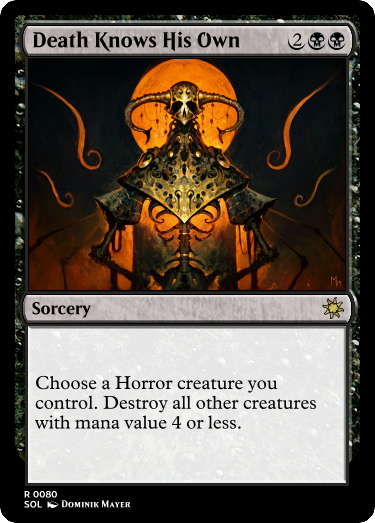 Death Knows His Own 2
Sorcery
Choose a Horror creature you
control. Destroy all other creatures
with mana value 4 or less.
R 0080
SOL Dominik Mayer